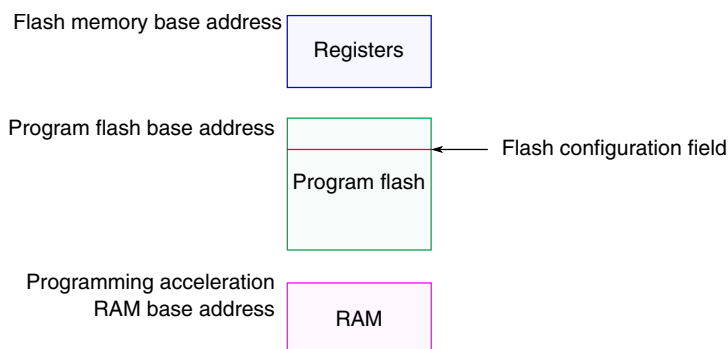 Flash memory base address
Registers
Program flash base address
Flash configuration field
Program flash
Programming acceleration
RAM base address
RAM